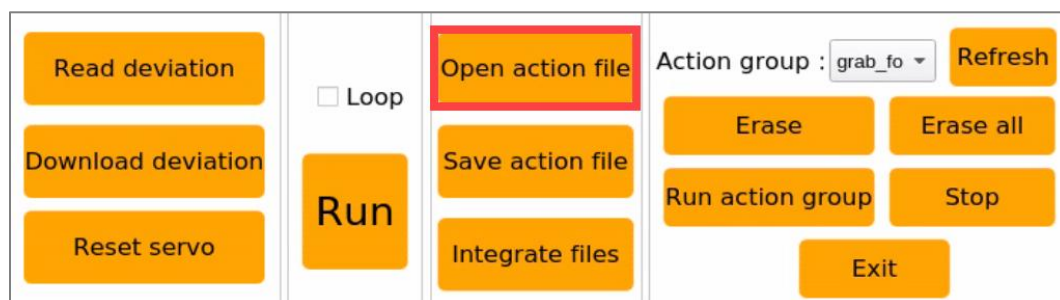 Read deviation
Download deviation
Reset servo
Loop
Run
Open action file
Save action file
Integrate files
Action group : grab_fo Refresh
Erase Erase all
Run action group Stop
Exit